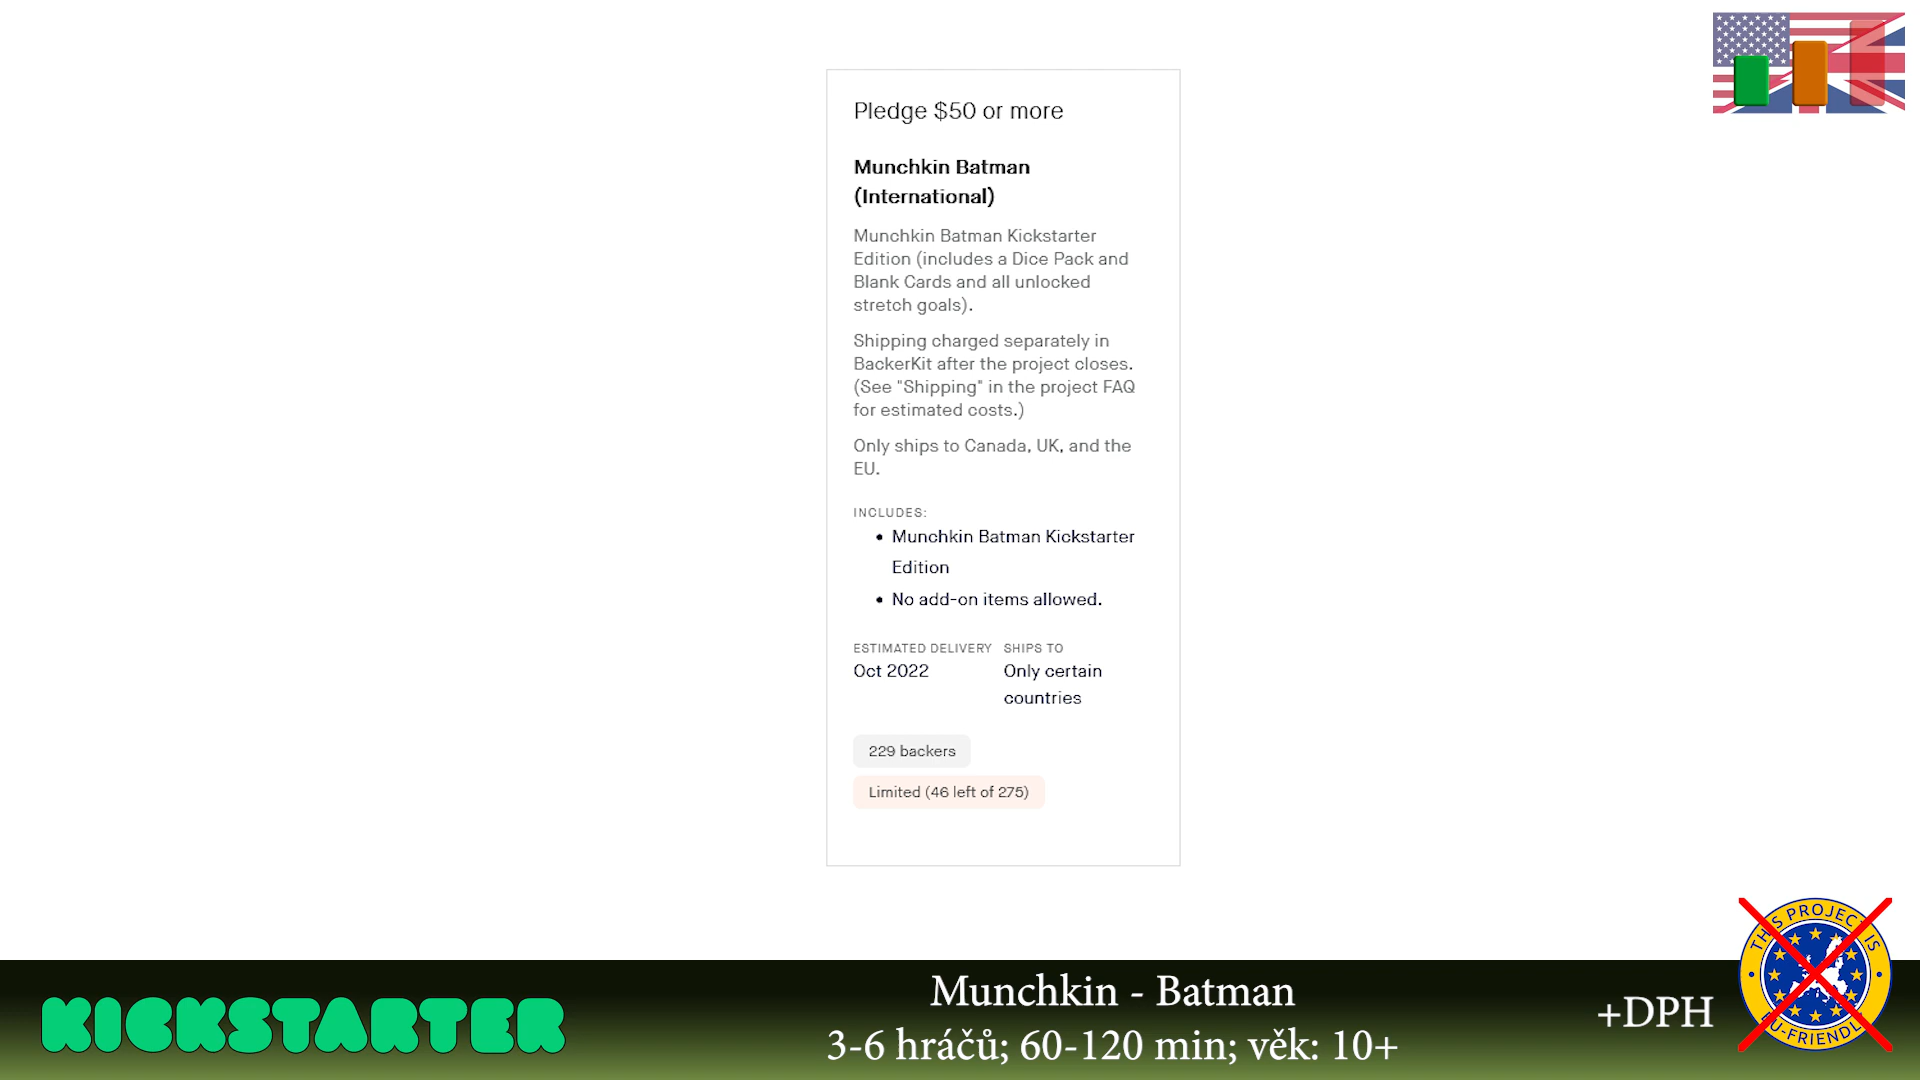 Pledge $50 or more
Munchkin Batman
(International)
Munchkin Batman Kickstarter
Edition (includes a Dice Pack and
Blank Cards and all unlocked
stretch goals).
Shipping charged separately in
BackerKit after the project closes.
(See "Shipping" in the project FAQ
for estimated costs.)
Only ships to Canada, UK, and the
EU.
INCLUDES:
• Munchkin Batman Kickstarter
Edition
• No add-on items allowed.
ESTIMATED DELIVERY
Oct 2022
SHIPS TO
Only certain
countries
229 backers
Limited (46 left of 275)
KICKSTARTER
Munchkin - Batman
3-6 hráčů; 60-120 min; věk: 10+
+DPH
THIS PROJECT IS
EU-FRIENDLY